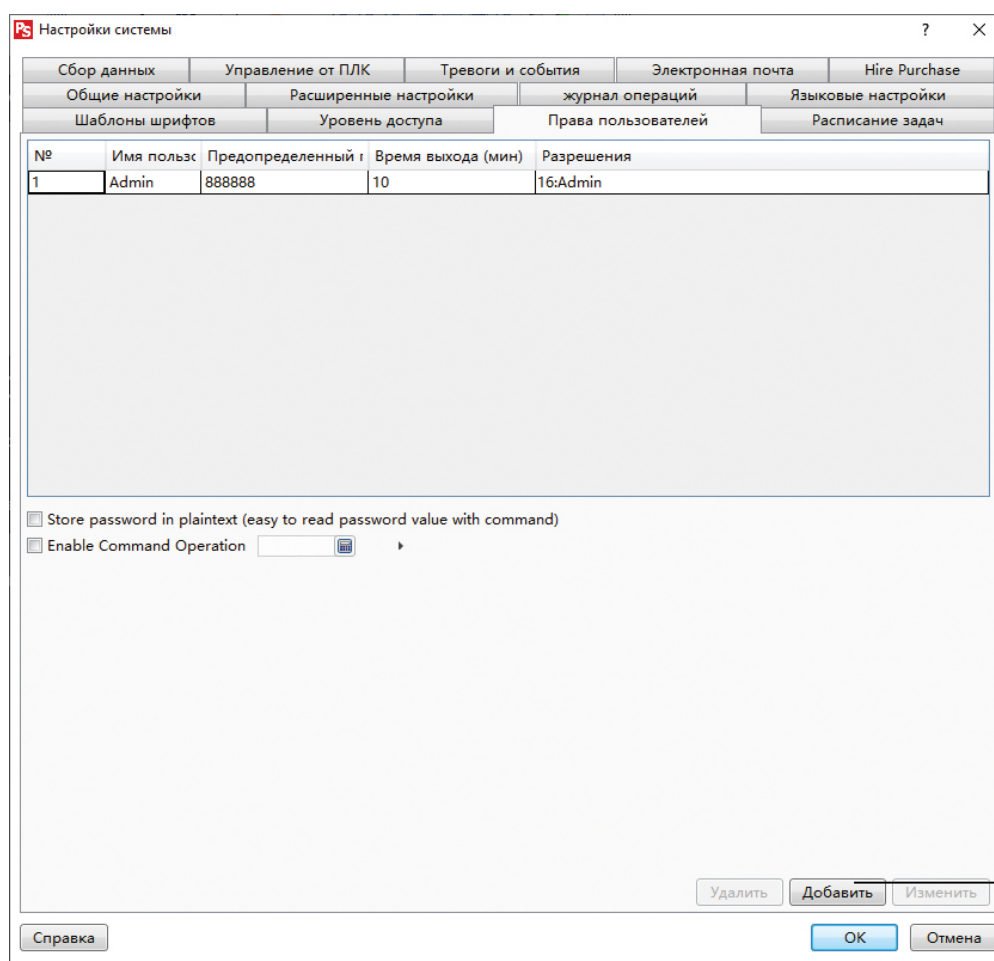 PS Настройки системы ?
Сбор данных Управление от ПЛК Тревоги и события Электронная почта Hire Purchase
Общие настройки Расширенные настройки журнал операций Языковые настройки
Шаблоны шрифтов Уровень доступа Права пользователей Расписание задач
№ Имя пользо Предопределенный п Время выхода (мин) Разрешения
1 Admin 888888 10 16:Admin
Store password in plaintext (easy to read password value with command)
Enable Command Operation
Удалить Добавить Изменить
Справка OK Отмена